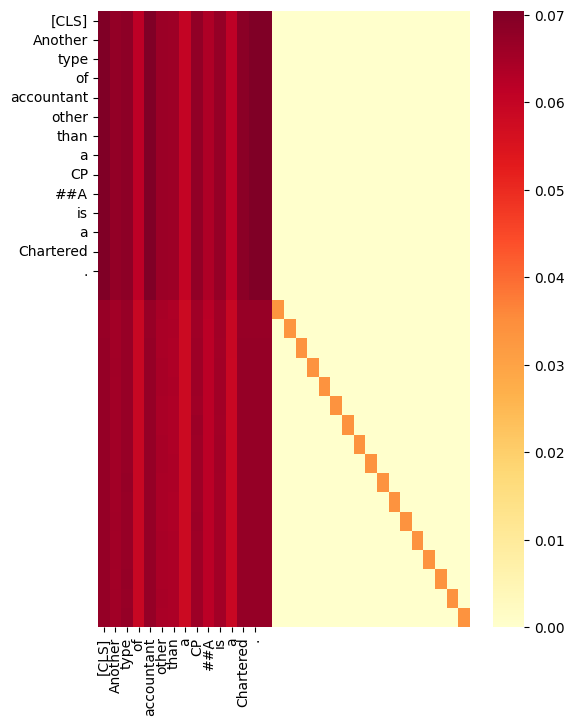 [CLS]
Another
type
of
accountant
other
than
a
CP
##A
is
a
Chartered
.
[CLS]
Another
type
of
accountant
other
than
a
CP
##A
is
a
Chartered
.
0.07
0.06
0.05
0.04
0.03
0.02
0.01
0.00